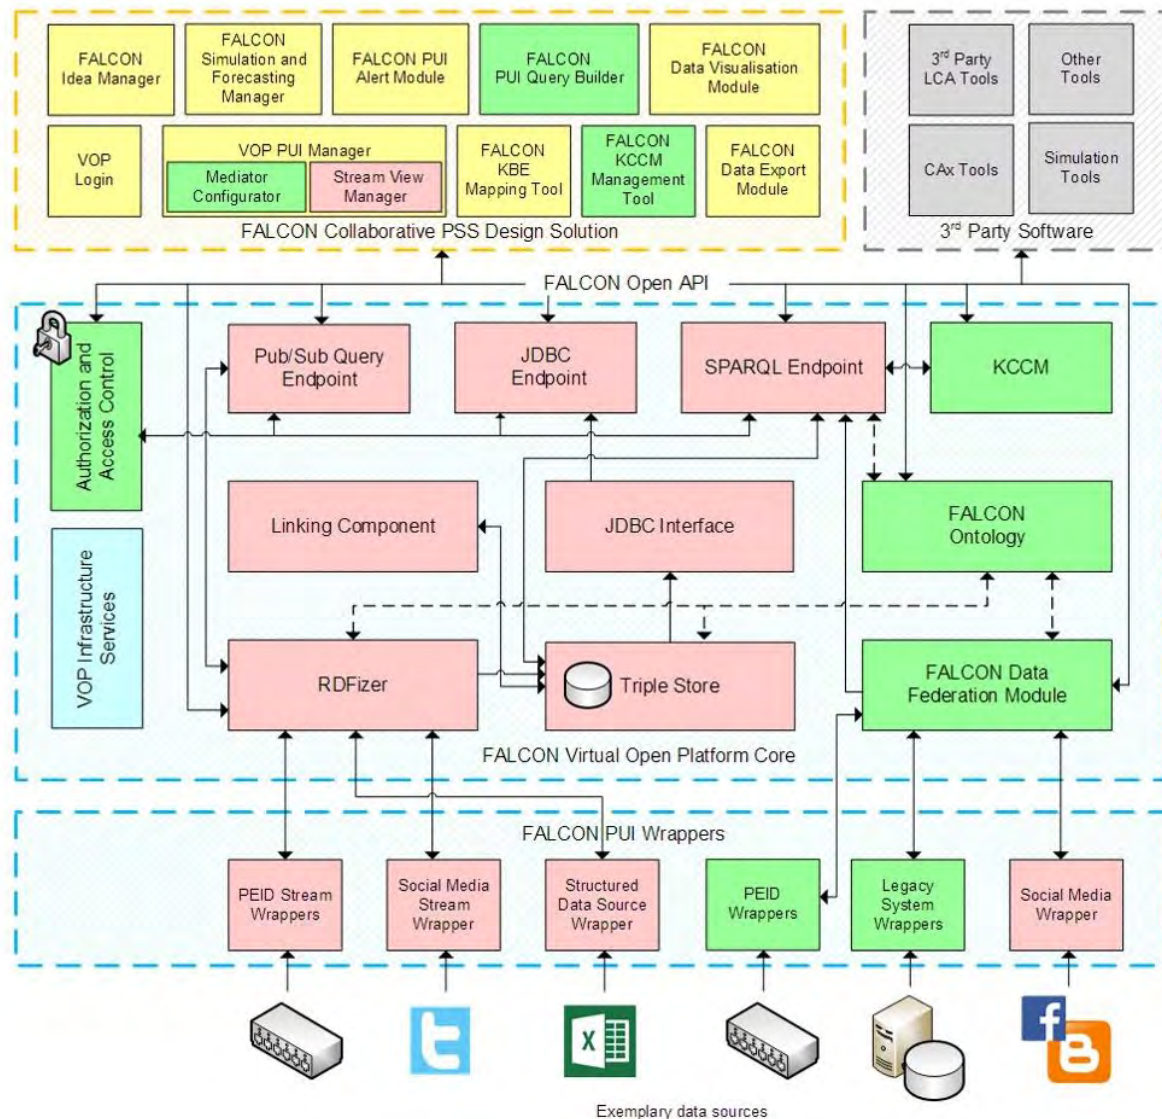 FALCON
Idea Manager
FALCON
Simulation and
Forecasting
Manager
FALCON PUI
Alert Module
FALCON
PUI Query Builder
FALCON
Data Visualisation
Module
VOP
Login
VOP PUI Manager
Mediator
Configurator
Stream View
Manager
FALCON
KBE
Mapping Tool
FALCON
KCCM
Management
Tool
FALCON
Data Export
Module
FALCON Collaborative PSS Design Solution
3rd Party
LCA Tools
Other
Tools
CAx Tools
Simulation
Tools
3rd Party Software
FALCON Open API
Authorization and
Access Control
Pub/Sub Query
Endpoint
JDBC
Endpoint
SPARQL Endpoint
KCCM
Linking Component
JDBC Interface
FALCON
Ontology
VOP Infrastructure
Services
RDFizer
Triple Store
FALCON Data
Federation Module
FALCON Virtual Open Platform Core
FALCON PUI Wrappers
PEID Stream
Wrappers
Social Media
Stream
Wrapper
Structured
Data Source
Wrapper
PEID
Wrappers
Legacy
System
Wrappers
Social Media
Wrapper
Exemplary data sources